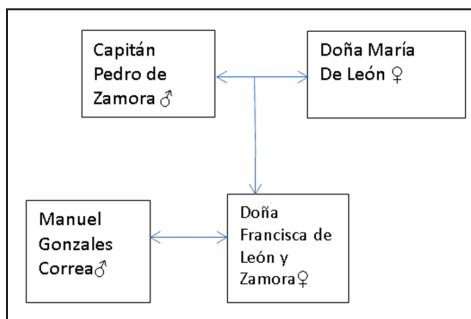 Capitán
Pedro de
Zamora ♂
Doña María
De León ♀
Manuel
Gonzales
Correa♂
Doña
Francisca de
León y
Zamora♀